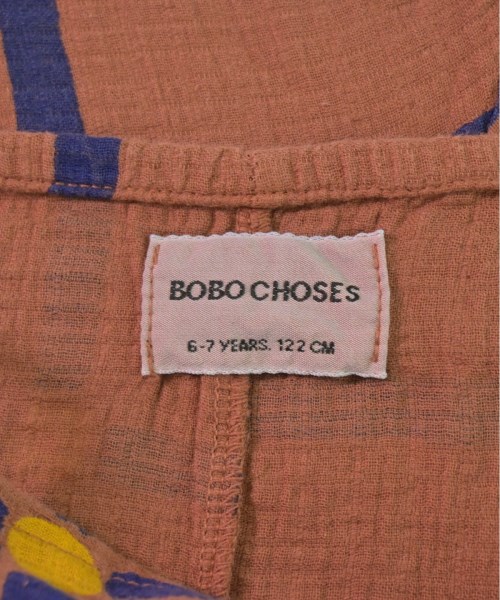 BOBO CHOSES
6-7 YEARS. 122 CM